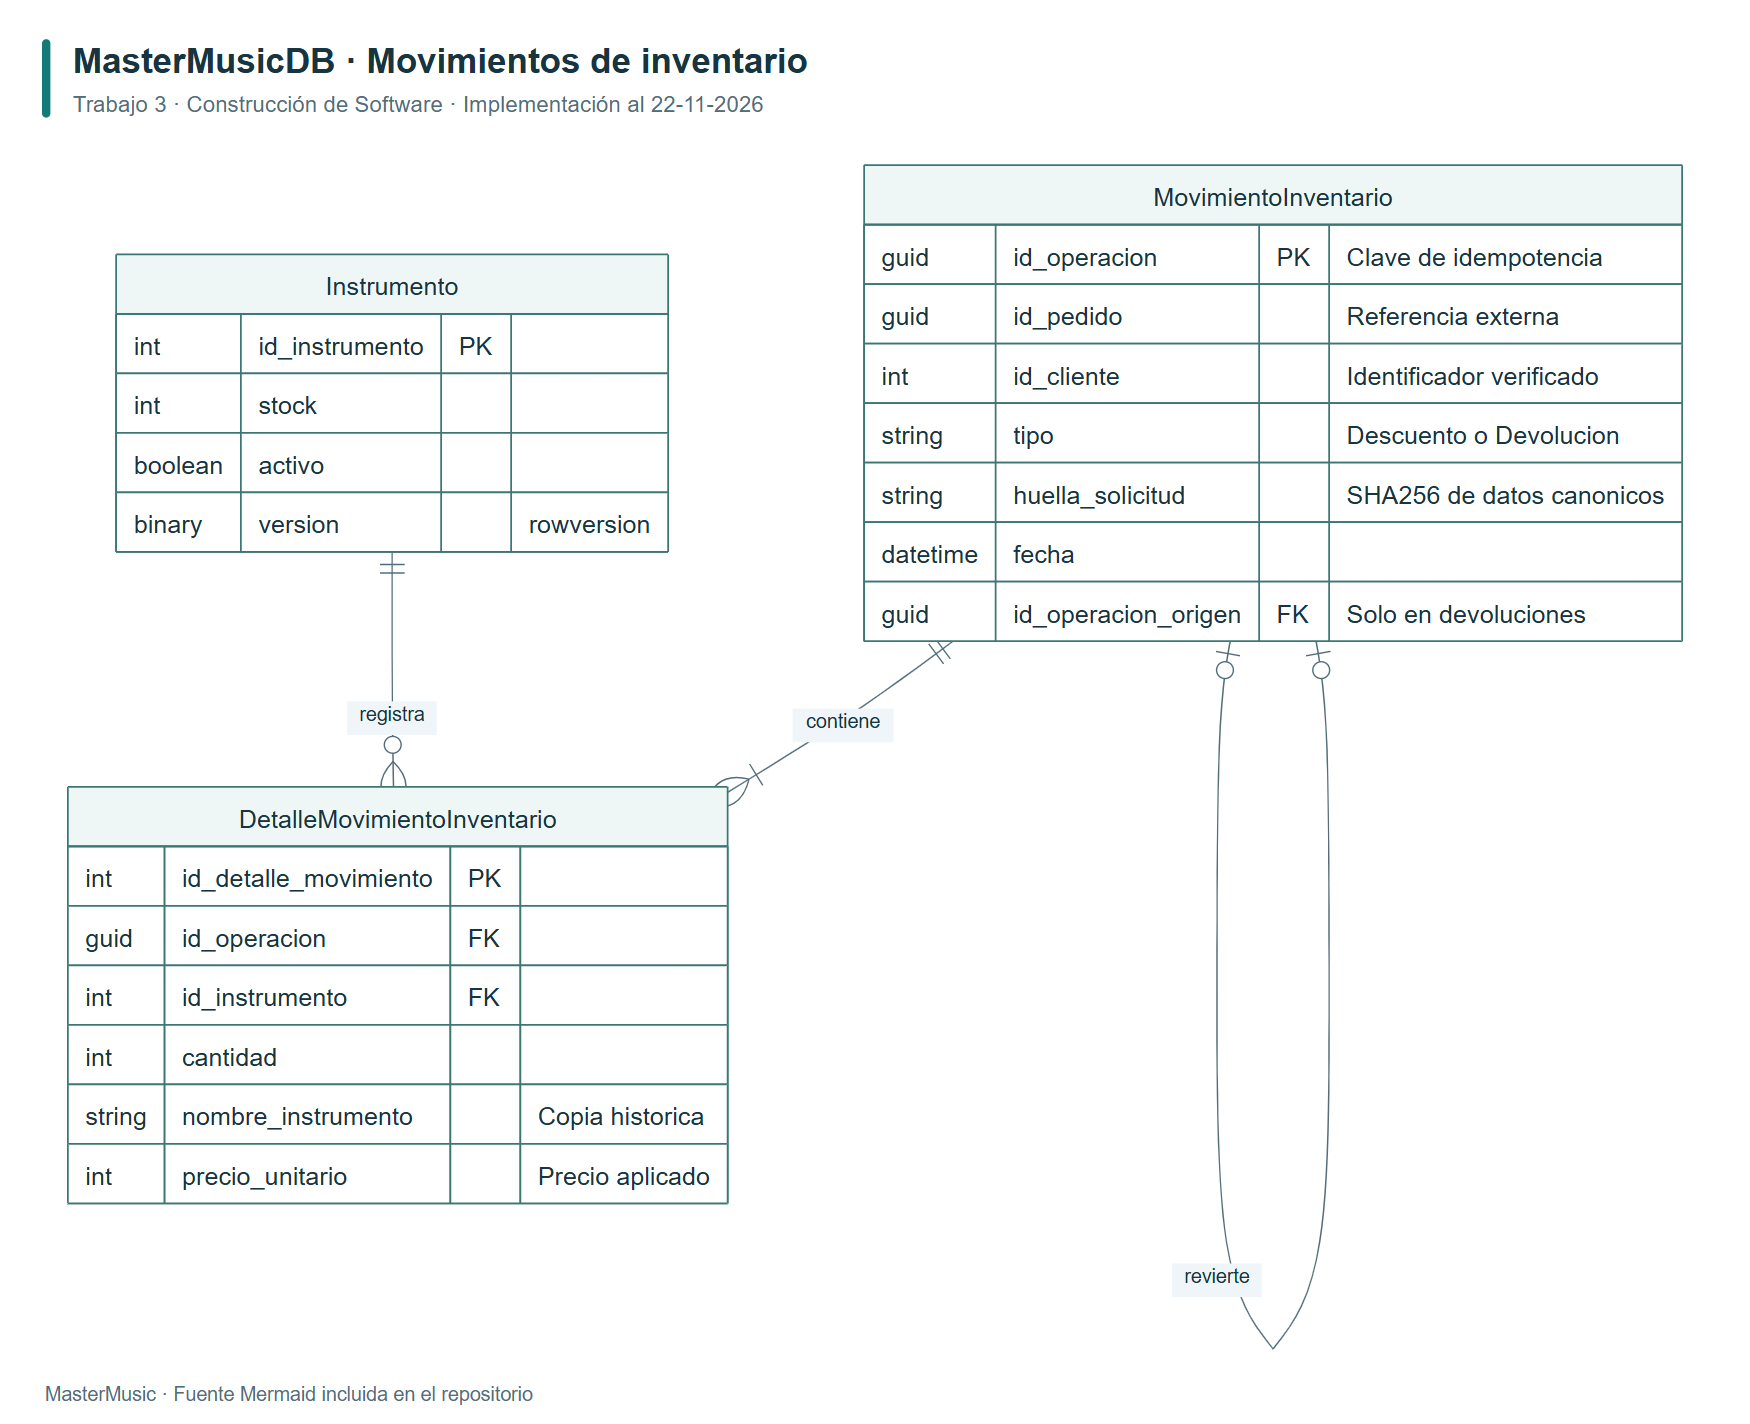 MasterMusicDB · Movimientos de inventario
Trabajo 3 · Construcción de Software · Implementación al 22-11-2026
Instrumento
int id_instrumento PK
int stock
boolean activo
binary version rowversion
MovimientoInventario
guid id_operacion PK Clave de idempotencia
guid id_pedido Referencia externa
int id_cliente Identificador verificado
string tipo Descuento o Devolucion
string huella_solicitud SHA256 de datos canonicos
datetime fecha
guid id_operacion_origen FK Solo en devoluciones
registra
contiene
DetalleMovimientoInventario
int id_detalle_movimiento PK
guid id_operacion FK
int id_instrumento FK
int cantidad
string nombre_instrumento Copia historica
int precio_unitario Precio aplicado
revierte
MasterMusic · Fuente Mermaid incluida en el repositorio